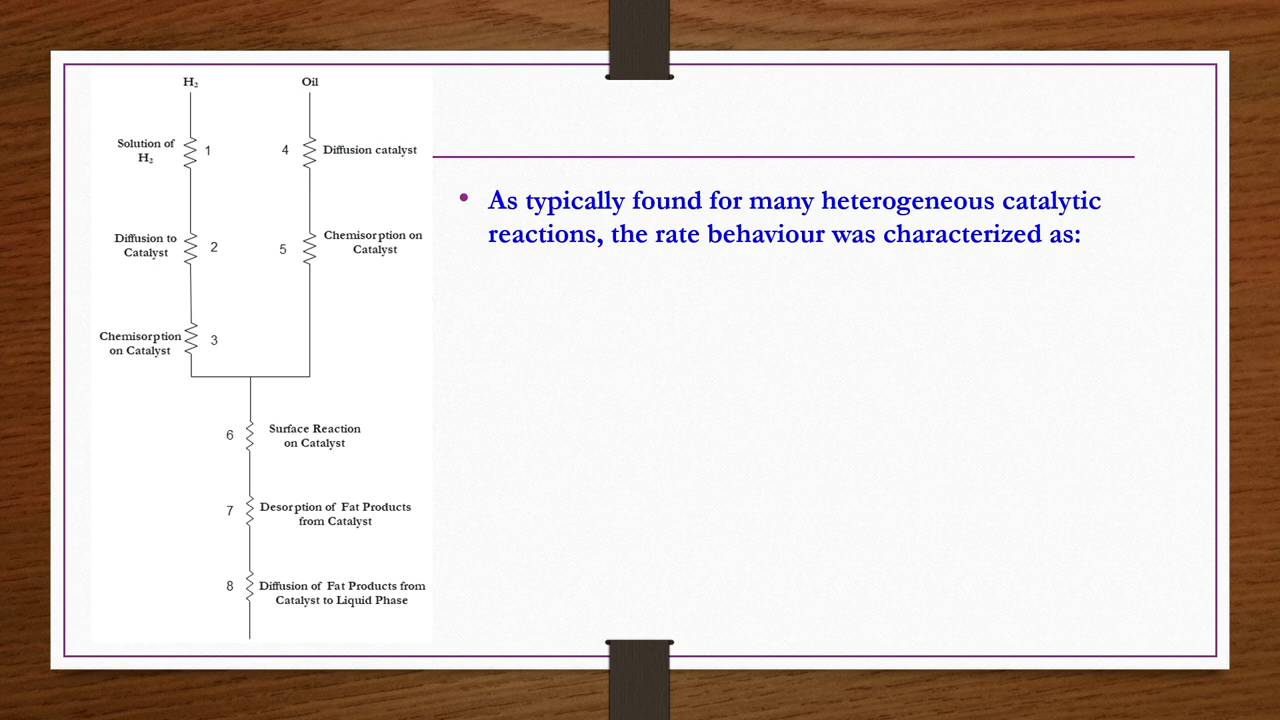 H₂
Oil
Solution of
H₂
1
4
Diffusion catalyst
Diffusion to
Catalyst
2
5
Chemisorption on
Catalyst
Chemisorption
on Catalyst
3
6
Surface Reaction
on Catalyst
7
Desorption of Fat Products
from Catalyst
8
Diffusion of Fat Products from
Catalyst to Liquid Phase
• As typically found for many heterogeneous catalytic
reactions, the rate behaviour was characterized as: